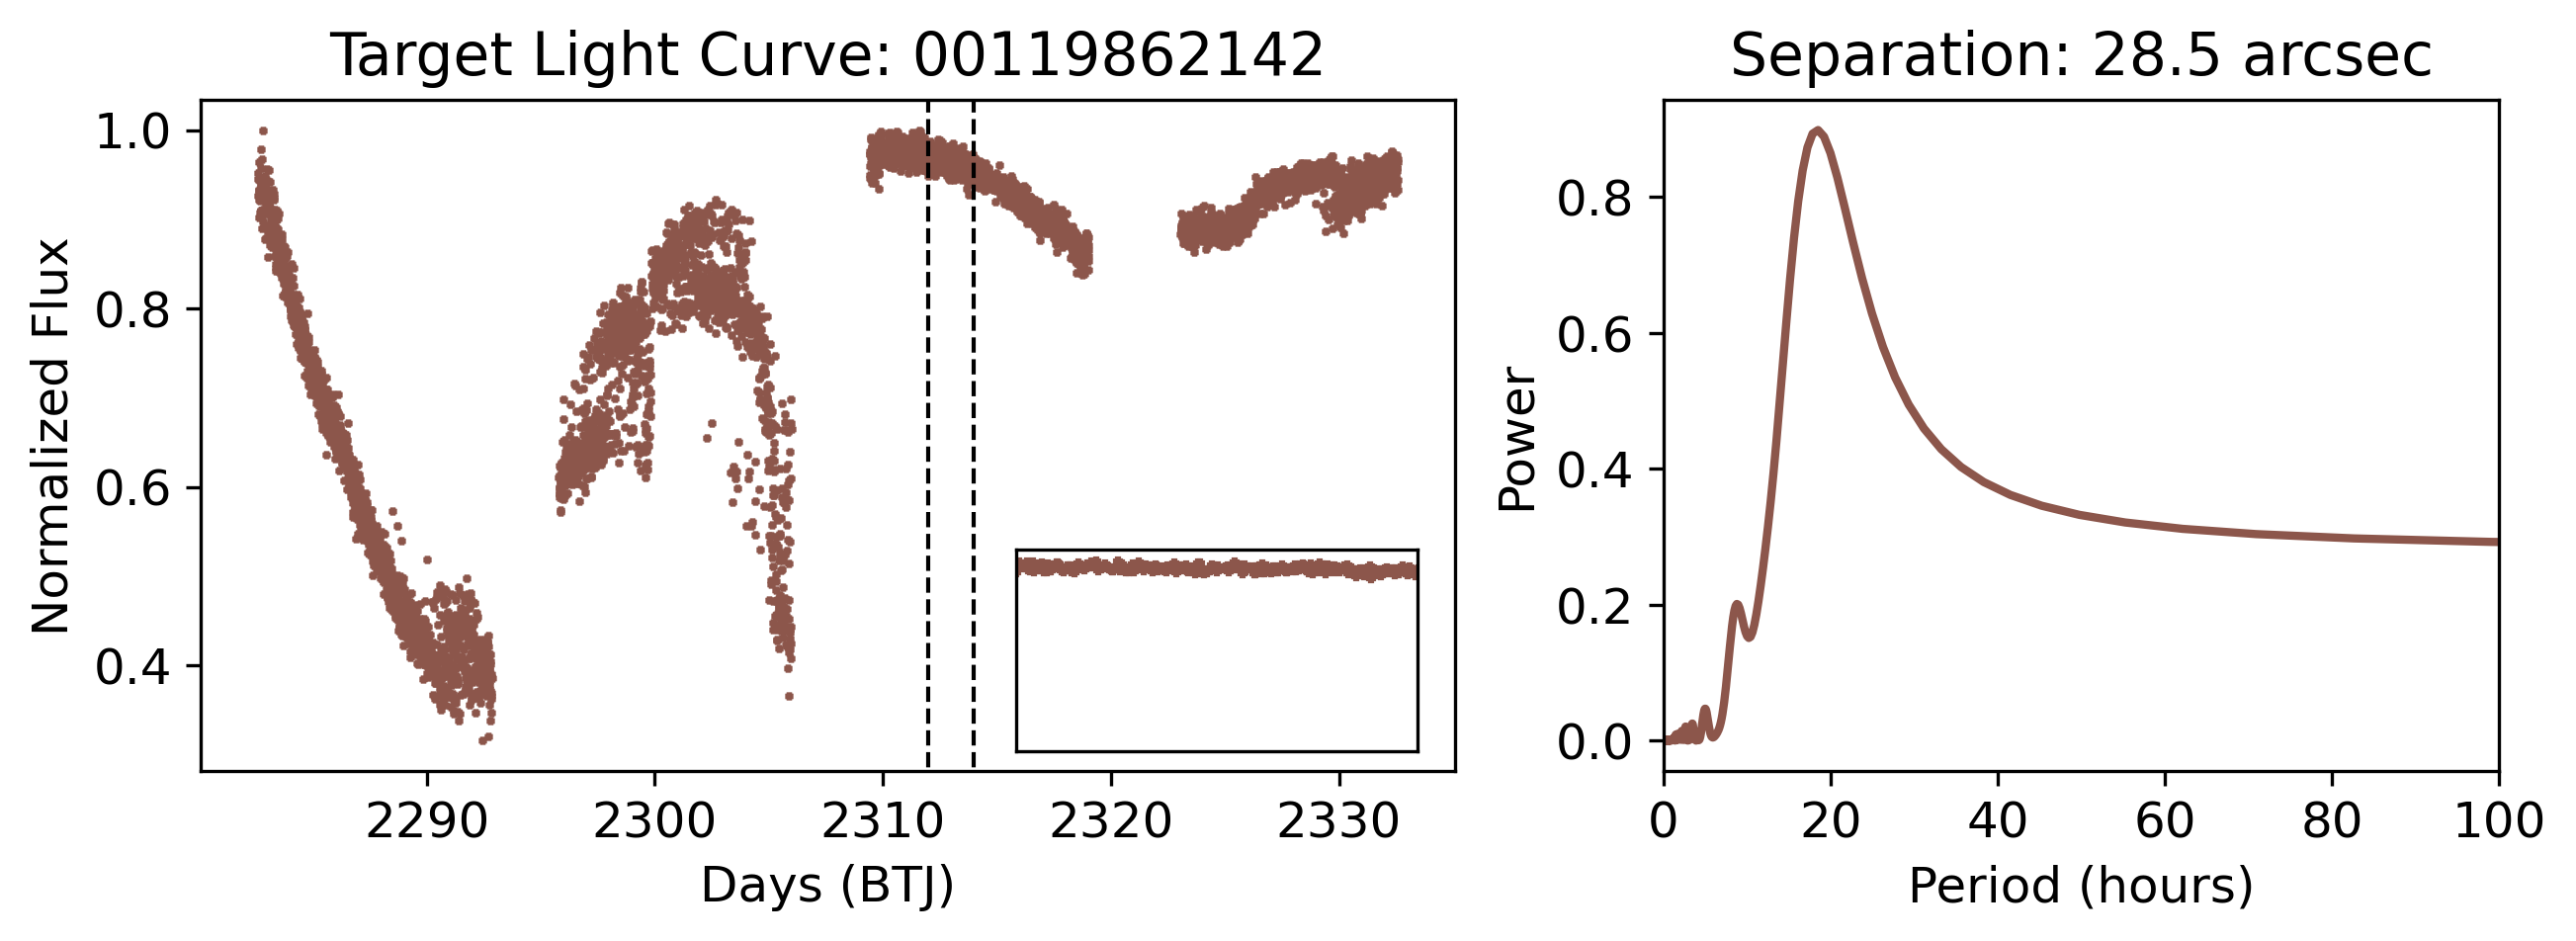 Target Light Curve: 00119862142
Separation: 28.5 arcsec
Normalized Flux
1.0
0.8
0.6
0.4
2290 2300 2310 2320 2330
Days (BTJ)
Power
0.8
0.6
0.4
0.2
0.0
0 20 40 60 80 100
Period (hours)